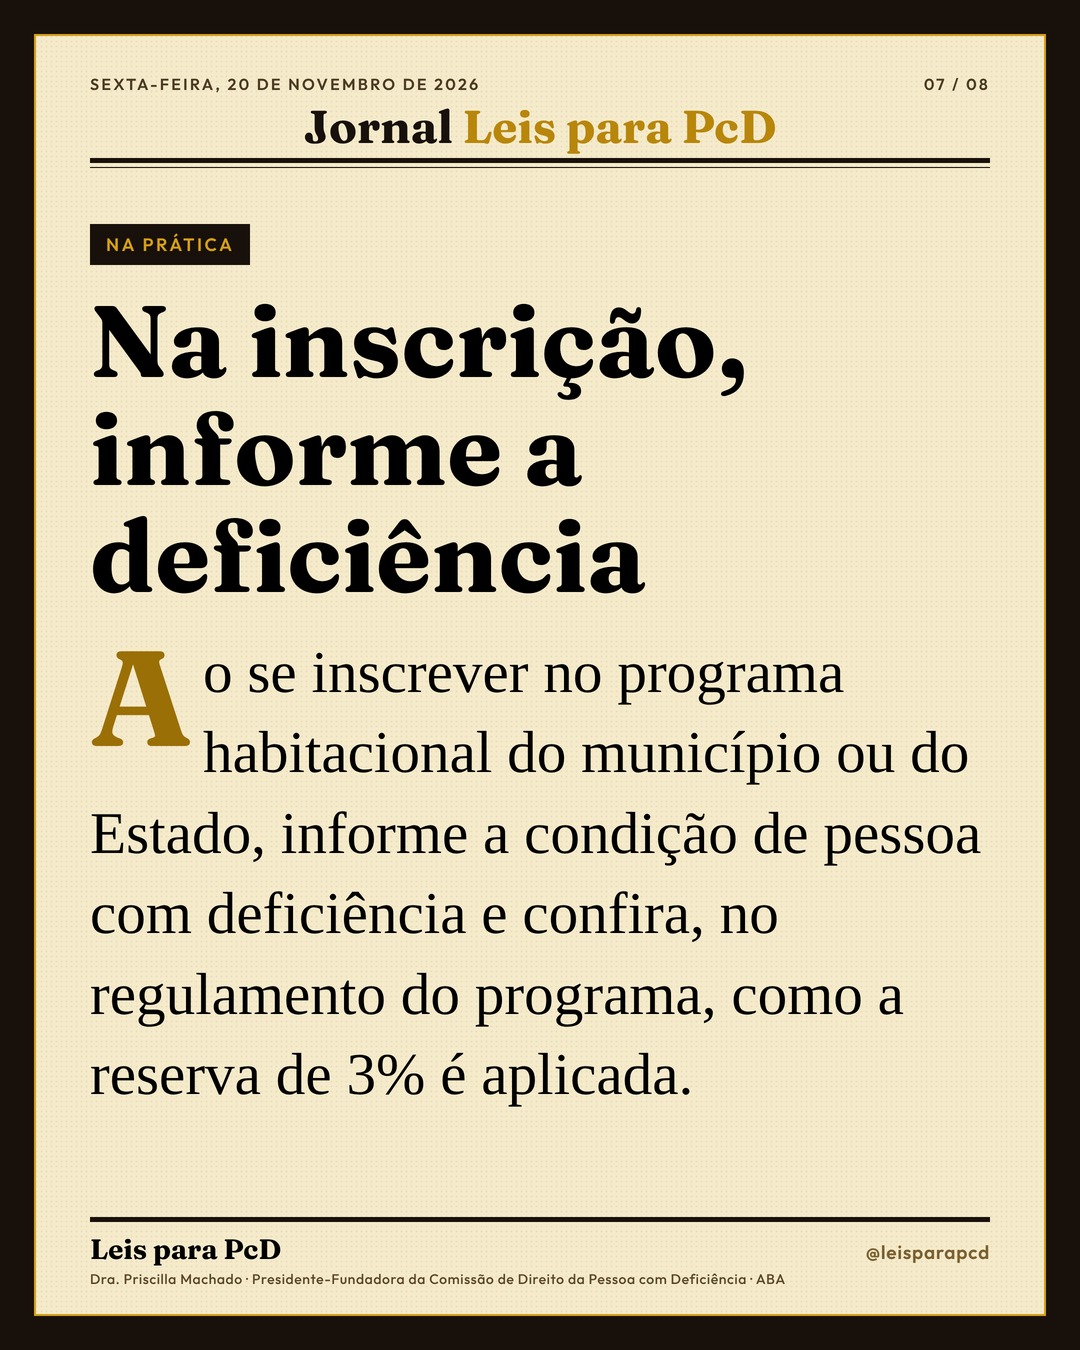 SEXTA-FEIRA, 20 DE NOVEMBRO DE 2026
07 / 08
Jornal Leis para PcD
NA PRÁTICA
Na inscrição,
informe a
deficiência
Ao se inscrever no programa
habitacional do município ou do
Estado, informe a condição de pessoa
com deficiência e confira, no
regulamento do programa, como a
reserva de 3% é aplicada.
Leis para PcD
@leisparapcd
Dra. Priscilla Machado · Presidente-Fundadora da Comissão de Direito da Pessoa com Deficiência · ABA